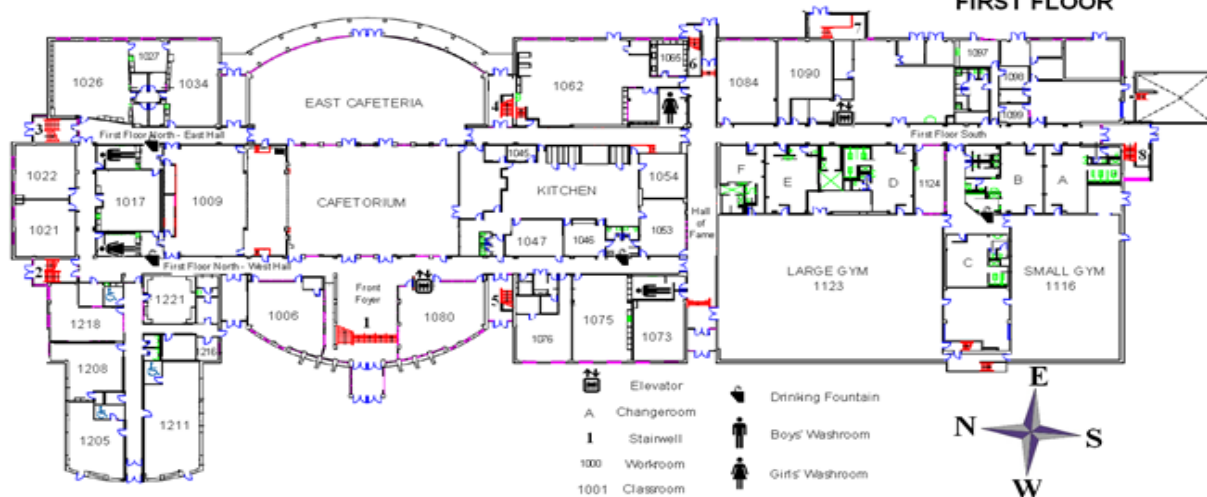 FIRST FLOOR
1026
1027
1034
EAST CAFETERIA
4
1062
1065
6
1084
1090
7
1097
1098
1099
3
First Floor North - East Hall
First Floor South
8
1022
1017
1009
CAFETORIUM
1045
KITCHEN
1054
F
E
D
1124
B
A
1021
1047
1046
1053
Hall
of
Fame
2
First Floor North - West Hall
LARGE GYM
1123
C
SMALL GYM
1116
1221
1218
1216
1006
Front
Foyer
1
1080
5
1076
1075
1073
1208
1205
1211
Elevator
A Changeroom
1 Stairwell
1000 Workroom
1001 Classroom
Drinking Fountain
Boys' Washroom
Girls' Washroom
E
N
S
W